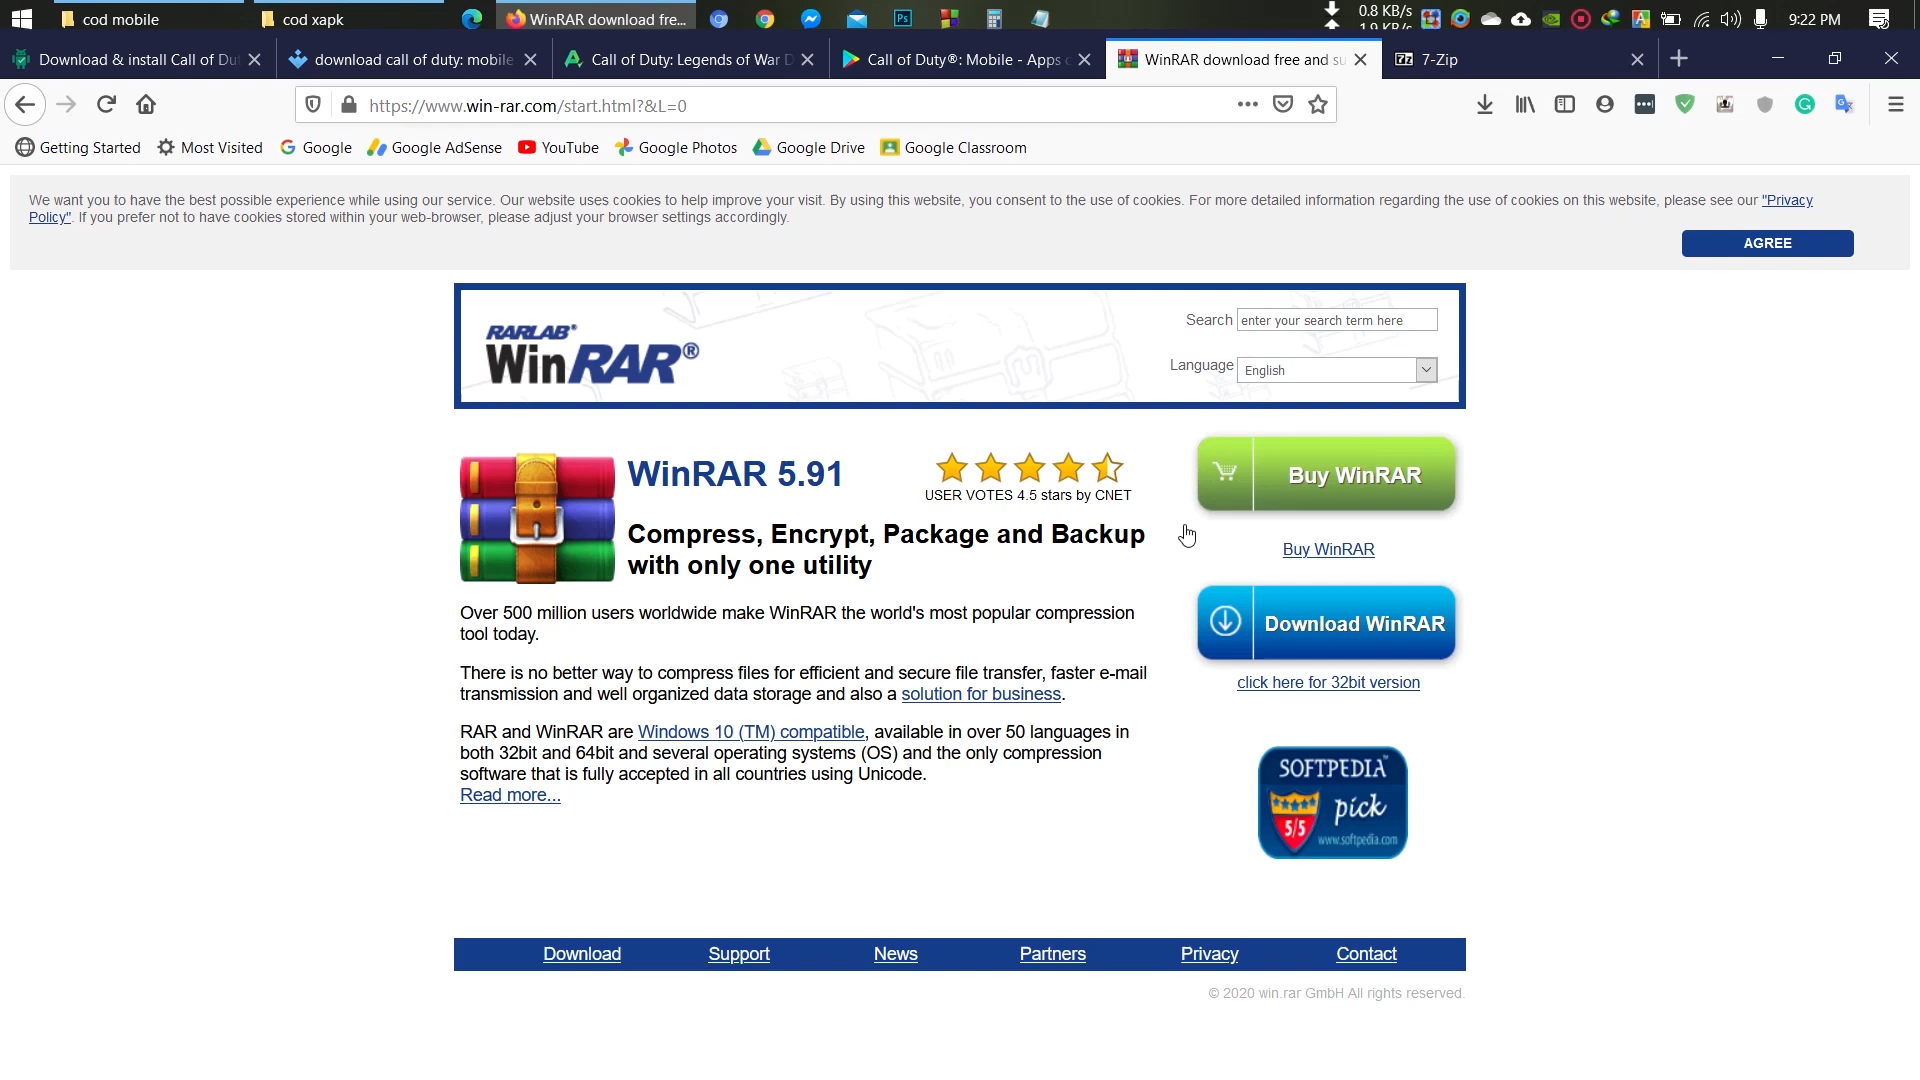 cod mobile
cod xapk
WinRAR download fre...
0.8 KB/s
1.9 KB/s
9:22 PM
Download & install Call of Du
download call of duty: mobile
Call of Duty: Legends of War D
Call of Duty®: Mobile - Apps o
WinRAR download free and su
7-Zip
https://www.win-rar.com/start.html?&L=0
Getting Started
Most Visited
Google
Google AdSense
YouTube
Google Photos
Google Drive
Google Classroom
We want you to have the best possible experience while using our service. Our website uses cookies to help improve your visit. By using this website, you consent to the use of cookies. For more detailed information regarding the use of cookies on this website, please see our "Privacy
Policy". If you prefer not to have cookies stored within your web-browser, please adjust your browser settings accordingly.
AGREE
RARLAB®
WinRAR®
Search enter your search term here
Language English
WinRAR 5.91
USER VOTES 4.5 stars by CNET
Compress, Encrypt, Package and Backup
with only one utility
Over 500 million users worldwide make WinRAR the world's most popular compression
tool today.
There is no better way to compress files for efficient and secure file transfer, faster e-mail
transmission and well organized data storage and also a solution for business.
RAR and WinRAR are Windows 10 (TM) compatible, available in over 50 languages in
both 32bit and 64bit and several operating systems (OS) and the only compression
software that is fully accepted in all countries using Unicode.
Read more...
Buy WinRAR
Buy WinRAR
Download WinRAR
click here for 32bit version
SOFTPEDIA
pick
5/5
www.softpedia.com
Download
Support
News
Partners
Privacy
Contact
© 2020 win.rar GmbH All rights reserved.